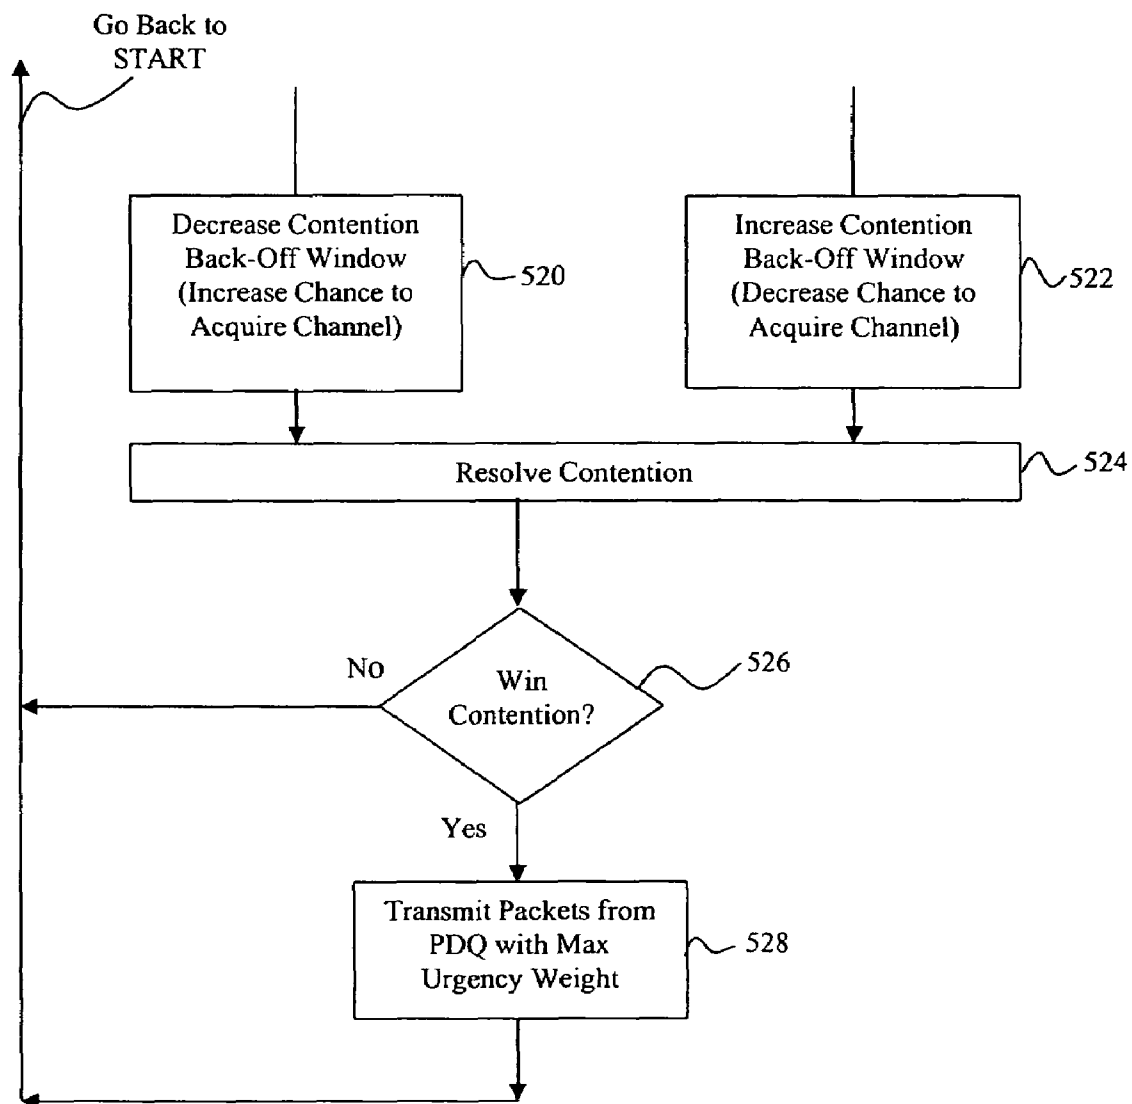 Go Back to
START
Decrease Contention
Back-Off Window
(Increase Chance to
Acquire Channel)
520
Increase Contention
Back-Off Window
(Decrease Chance to
Acquire Channel)
522
Resolve Contention
524
No
Win
Contention?
526
Yes
Transmit Packets from
PDQ with Max
Urgency Weight
528